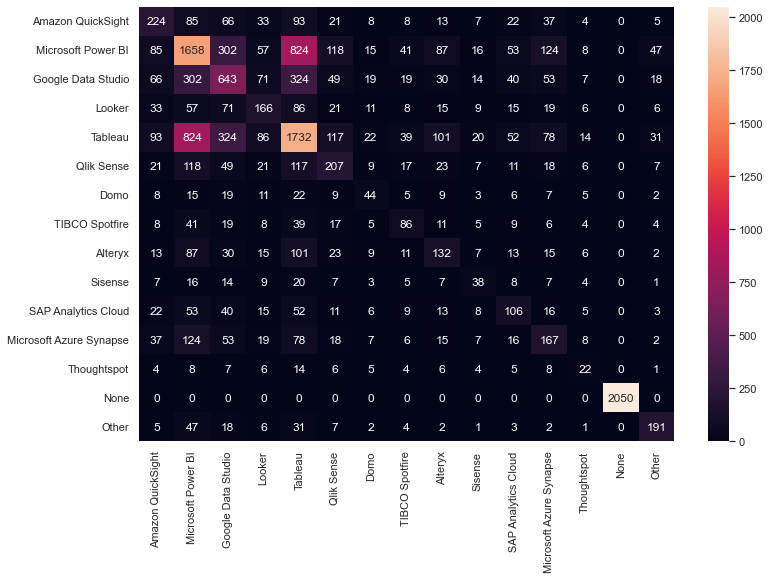 Amazon QuickSight 224 85 66 33 93 21 8 8 13 7 22 37 4 0 5
Microsoft Power BI 85 1658 302 57 824 118 15 41 87 16 53 124 8 0 47
Google Data Studio 66 302 643 71 324 49 19 19 30 14 40 53 7 0 18
Looker 33 57 71 166 86 21 11 8 15 9 15 19 6 0 6
Tableau 93 824 324 86 1732 117 22 39 101 20 52 78 14 0 31
Qlik Sense 21 118 49 21 117 207 9 17 23 7 11 18 6 0 7
Domo 8 15 19 11 22 9 44 5 9 3 6 7 5 0 2
TIBCO Spotfire 8 41 19 8 39 17 5 86 11 5 9 6 4 0 4
Alteryx 13 87 30 15 101 23 9 11 132 7 13 15 6 0 2
Sisense 7 16 14 9 20 7 3 5 7 38 8 7 4 0 1
SAP Analytics Cloud 22 53 40 15 52 11 6 9 13 8 106 16 5 0 3
Microsoft Azure Synapse 37 124 53 19 78 18 7 6 15 7 16 167 8 0 2
Thoughtspot 4 8 7 6 14 6 5 4 6 4 5 8 22 0 1
None 0 0 0 0 0 0 0 0 0 0 0 0 0 2050 0
Other 5 47 18 6 31 7 2 4 2 1 3 2 1 0 191
Amazon QuickSight
Microsoft Power BI
Google Data Studio
Looker
Tableau
Qlik Sense
Domo
TIBCO Spotfire
Alteryx
Sisense
SAP Analytics Cloud
Microsoft Azure Synapse
Thoughtspot
None
Other
2000
1750
1500
1250
1000
750
500
250
0